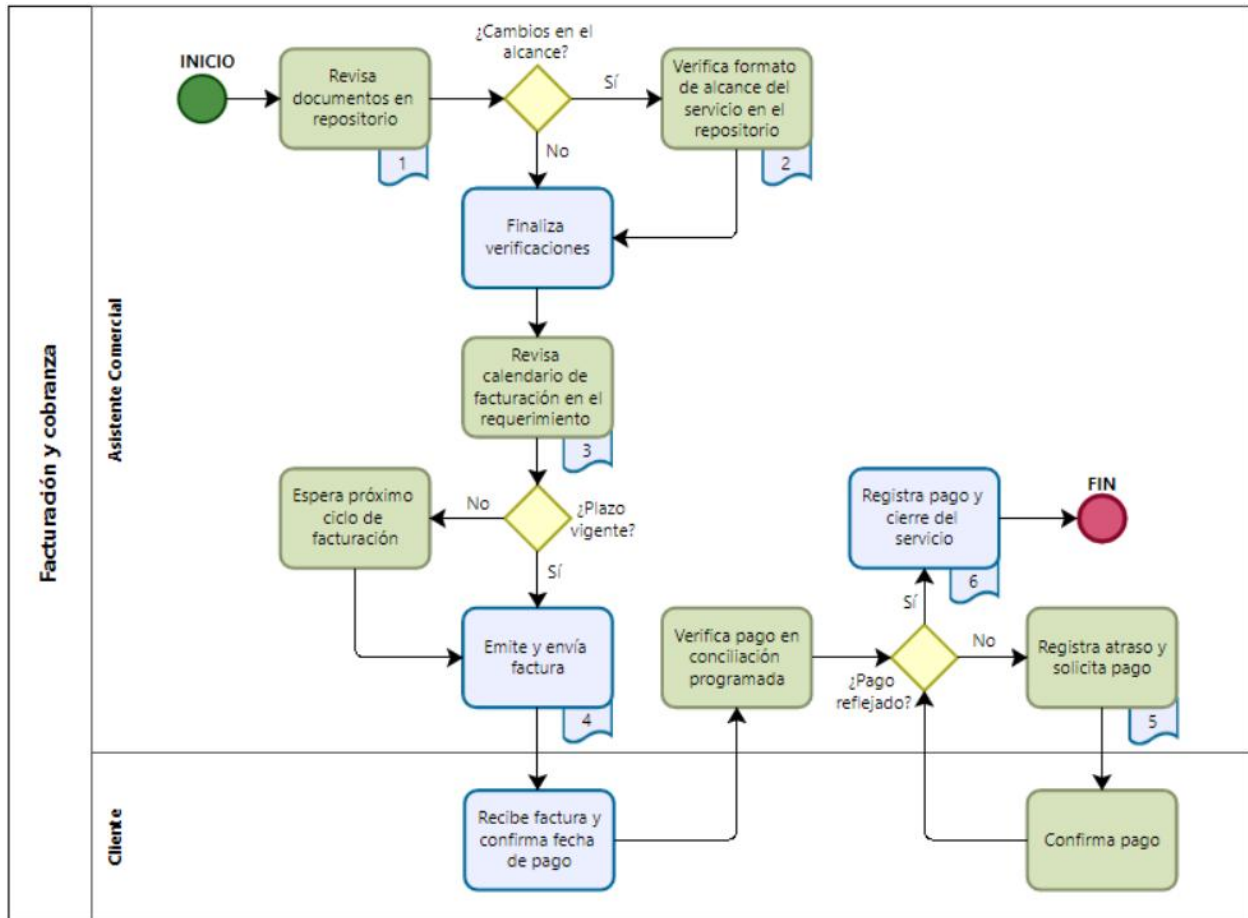 Facturación y cobranza
Asistente Comercial
INICIO
Revisa
documentos en
repositorio
1
¿Cambios en el
alcance?
Sí
No
Verifica formato
de alcance del
servicio en el
repositorio
2
Finaliza
verificaciones
Revisa
calendario de
facturación en el
requerimiento
3
¿Plazo
vigente?
No
Sí
Espera próximo
ciclo de
facturación
Emite y envía
factura
4
Verifica pago en
conciliación
programada
¿Pago
reflejado?
Sí
No
Registra pago y
cierre del
servicio
6
FIN
Registra atraso y
solicita pago
5
Cliente
Recibe factura y
confirma fecha
de pago
Confirma pago